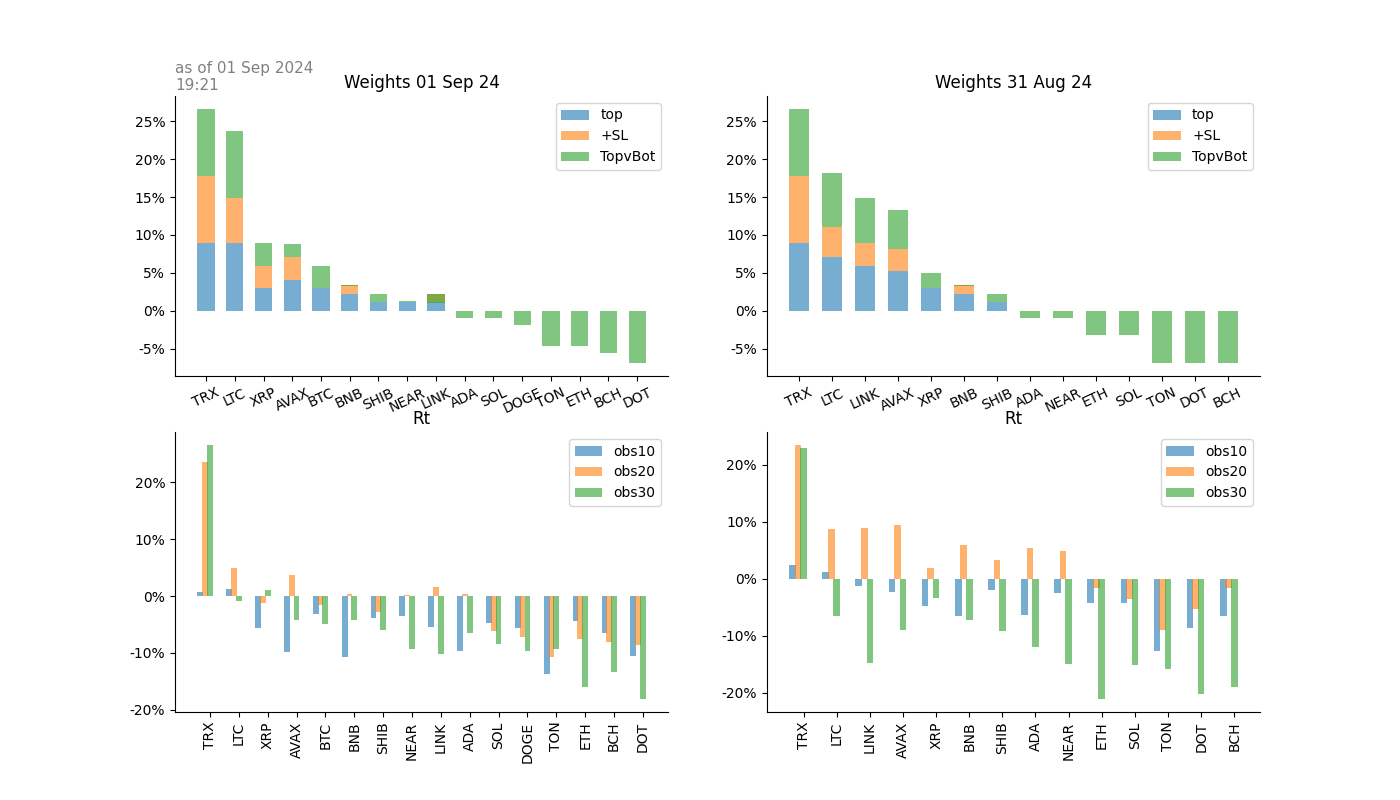 as of 01 Sep 2024
19:21
Weights 01 Sep 24
25%
20%
15%
10%
5%
0%
-5%
top
+SL
TopvBot
TRX LTC XRP AVAX BTC BNB SHIB NEAR LINK ADA SOL DOGE TON ETH BCH DOT
Weights 31 Aug 24
25%
20%
15%
10%
5%
0%
-5%
top
+SL
TopvBot
TRX LTC LINK AVAX XRP BNB SHIB ADA NEAR ETH SOL TON DOT BCH
Rt
20%
10%
0%
-10%
-20%
obs10
obs20
obs30
TRX LTC XRP AVAX BTC BNB SHIB NEAR LINK ADA SOL DOGE TON ETH BCH DOT
Rt
20%
10%
0%
-10%
-20%
obs10
obs20
obs30
TRX LTC LINK AVAX XRP BNB SHIB ADA NEAR ETH SOL TON DOT BCH